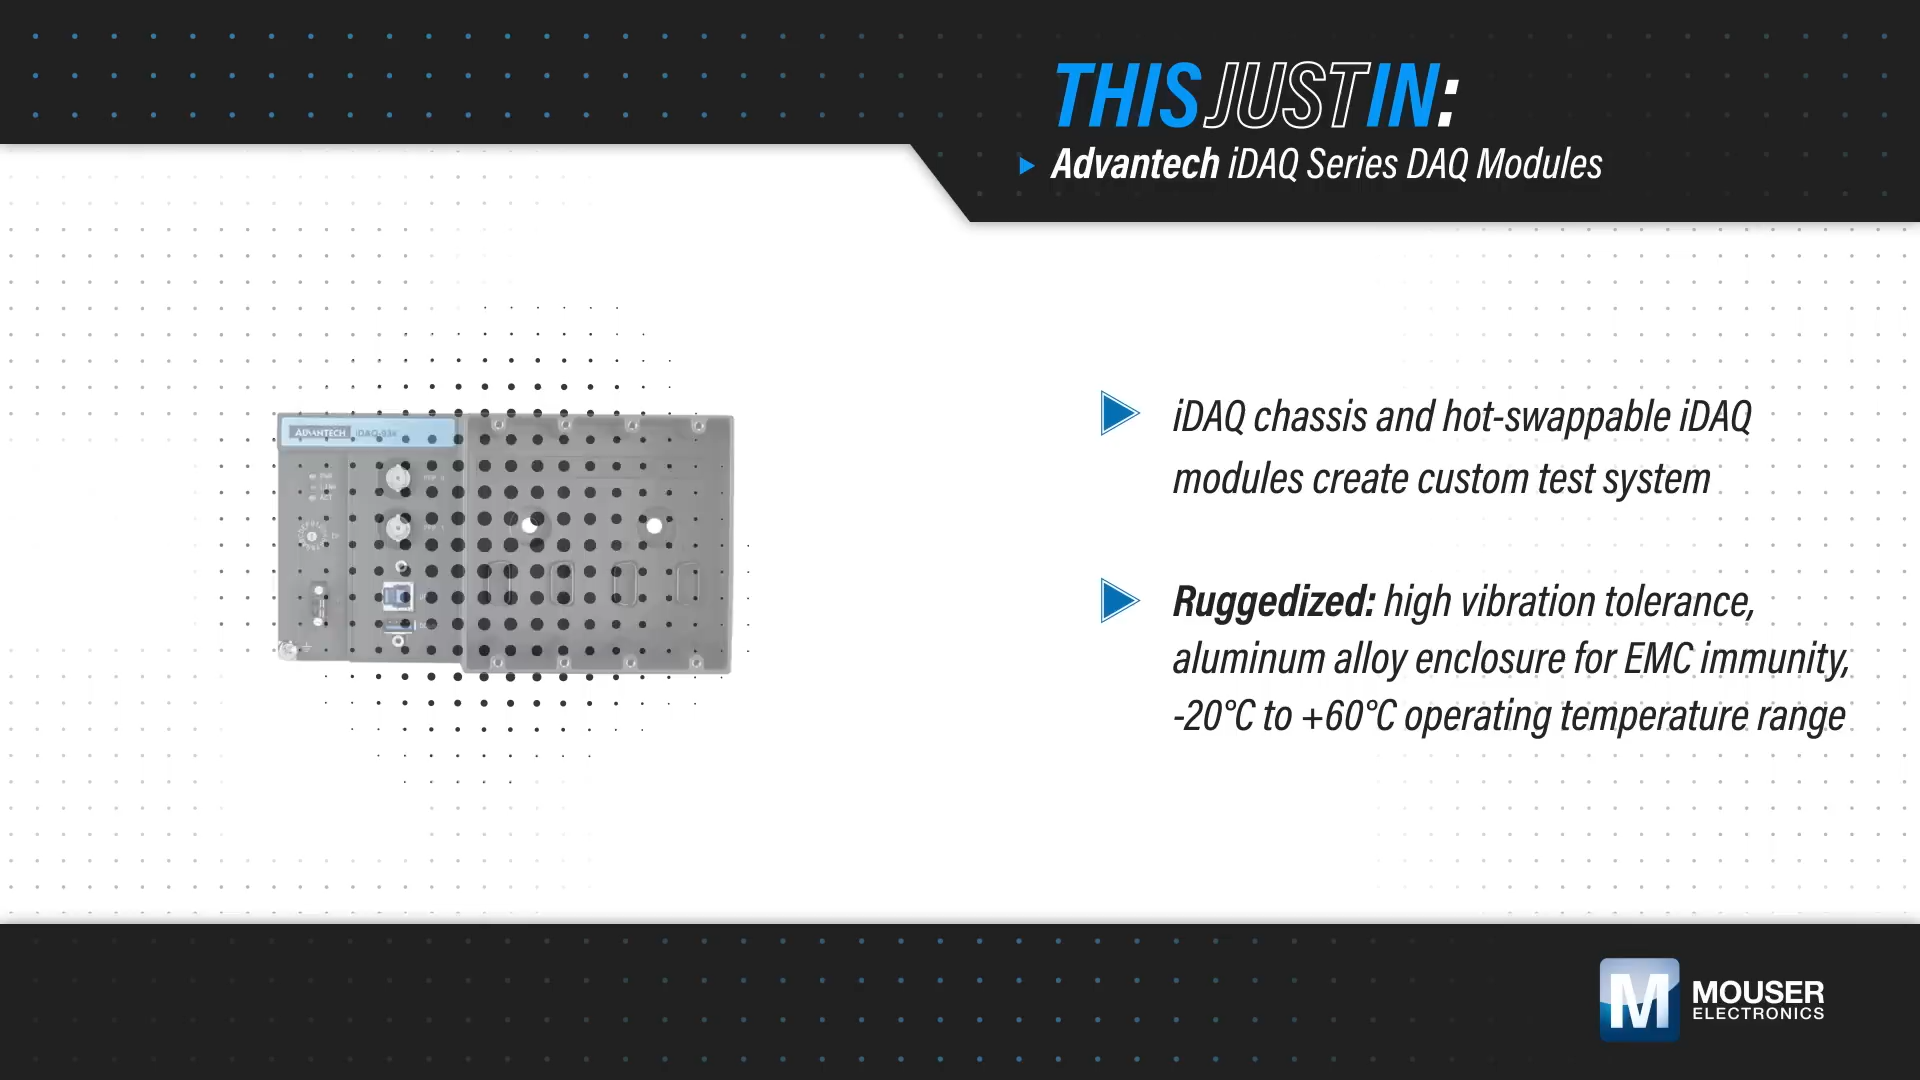 THIS JUST IN:
Advantech iDAQ Series DAQ Modules
ADVANTECH
iDAQ chassis and hot-swappable iDAQ
modules create custom test system
Ruggedized: high vibration tolerance,
aluminum alloy enclosure for EMC immunity,
-20°C to +60°C operating temperature range
M MOUSER
ELECTRONICS